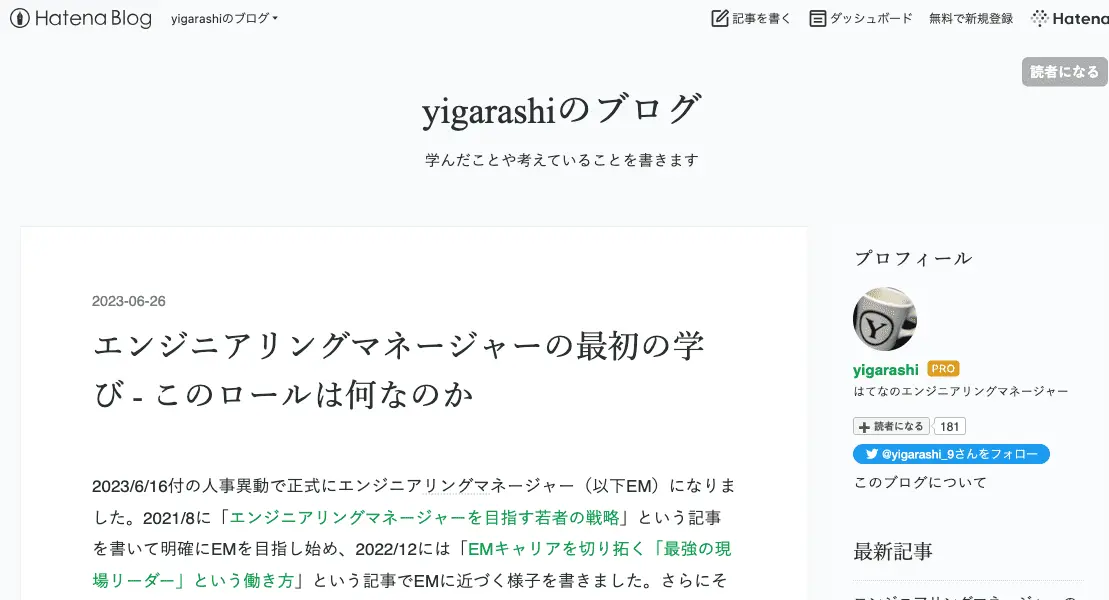 Hatena Blog yigarashiのブログ 記事を書く ダッシュボード 無料で新規登録 Hatena
読者になる
yigarashiのブログ
学んだことや考えていることを書きます
2023-06-26
エンジニアリングマネージャーの最初の学
び - このロールは何なのか
2023/6/16付の人事異動で正式にエンジニアリングマネージャー（以下EM）になりま
した。2021/8に「エンジニアリングマネージャーを目指す若者の戦略」という記事
を書いて明確にEMを目指し始め、2022/12には「EMキャリアを切り拓く「最強の現
場リーダー」という働き方」という記事でEMに近づく様子を書きました。さらにそ
プロフィール
Y
yigarashi PRO
はてなのエンジニアリングマネージャー
読者になる 181
@yigarashi_9さんをフォロー
このブログについて
最新記事